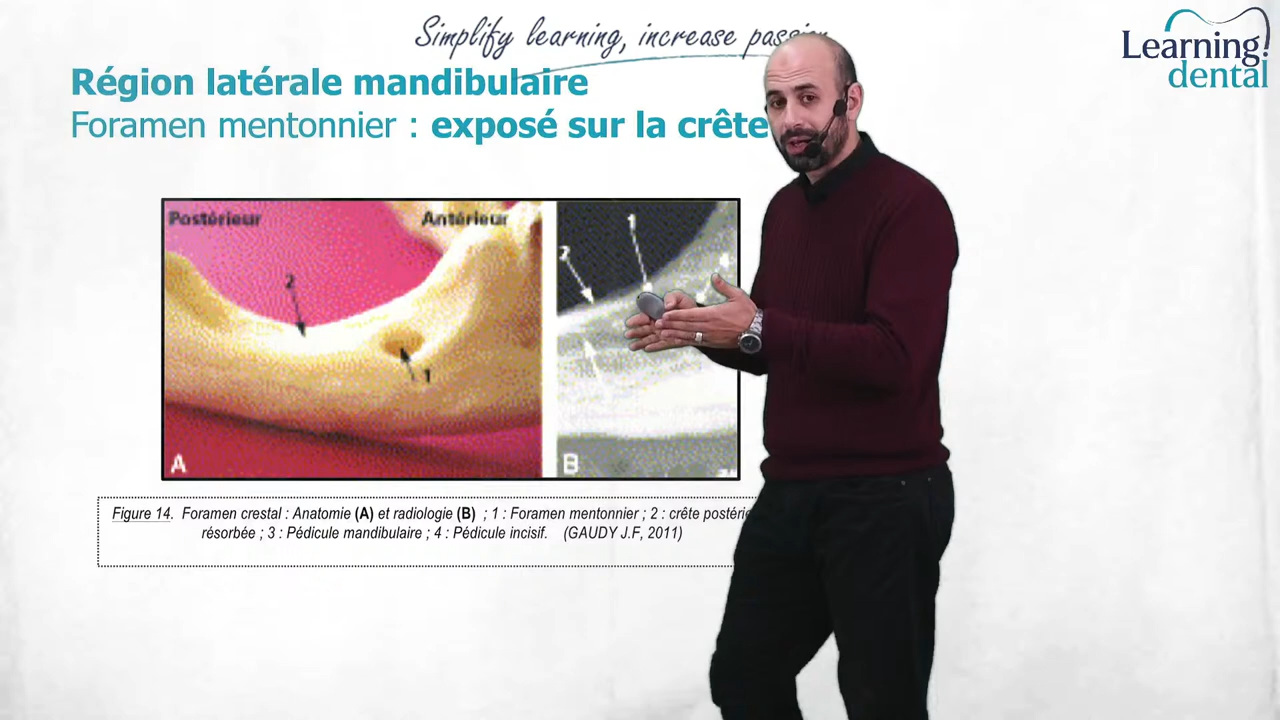 Simplify learning, increase
Learning!
dental
Région latérale mandibulaire
Foramen mentonnier : exposé sur la crête
Postérieur
Antérieur
2
1
A
1
2
B
Figure 14. Foramen crestal : Anatomie (A) et radiologie (B) ; 1 : Foramen mentonnier ; 2 : crête
résorbée ; 3 : Pédicule mandibulaire ; 4 : Pédicule incisif. (GAUDY J.F, 2011)